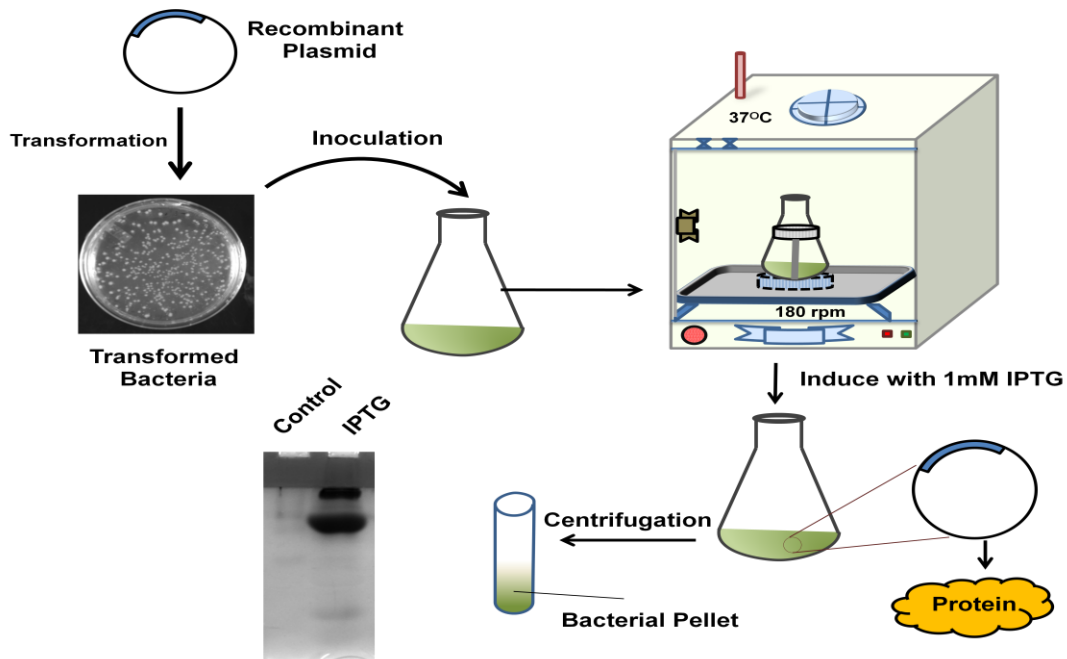 Recombinant
Plasmid
Transformation
Inoculation
37OC
180 rpm
Transformed
Bacteria
Induce with 1mM IPTG
Control
IPTG
Centrifugation
Bacterial Pellet
Protein